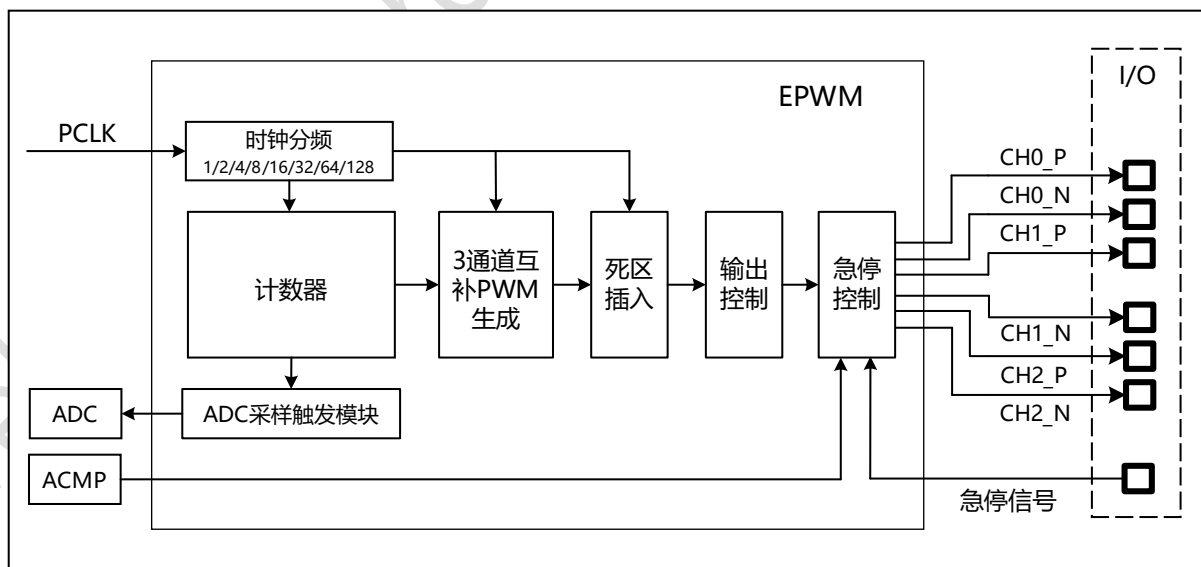 I/O
EPWM
PCLK
时钟分频
1/2/4/8/16/32/64/128
CH0_P
CH0_N
CH1_P
计数器
3通道互
补PWM
生成
死区
插入
输出
控制
急停
控制
CH1_N
CH2_P
CH2_N
ADC
ADC采样触发模块
ACMP
急停信号